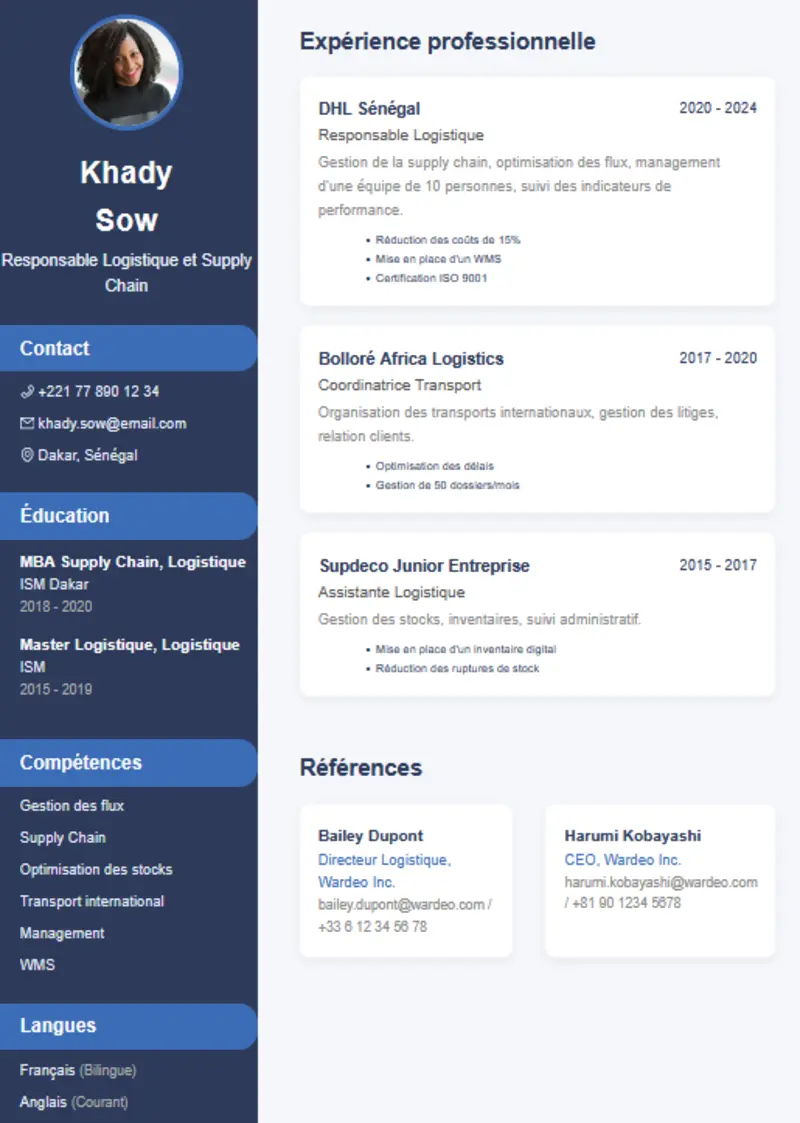 Khady
Sow
Responsable Logistique et Supply
Chain
Contact
+221 77 890 12 34
khady.sow@email.com
Dakar, Sénégal
Éducation
MBA Supply Chain, Logistique
ISM Dakar
2018 - 2020
Master Logistique, Logistique
ISM
2015 - 2019
Compétences
Gestion des flux
Supply Chain
Optimisation des stocks
Transport international
Management
WMS
Langues
Français (Bilingue)
Anglais (Courant)
Expérience professionnelle
DHL Sénégal 2020 - 2024
Responsable Logistique
Gestion de la supply chain, optimisation des flux, management
d'une équipe de 10 personnes, suivi des indicateurs de
performance.
• Réduction des coûts de 15%
• Mise en place d'un WMS
• Certification ISO 9001
Bolloré Africa Logistics 2017 - 2020
Coordinatrice Transport
Organisation des transports internationaux, gestion des litiges,
relation clients.
• Optimisation des délais
• Gestion de 50 dossiers/mois
Supdeco Junior Entreprise 2015 - 2017
Assistante Logistique
Gestion des stocks, inventaires, suivi administratif.
• Mise en place d'un inventaire digital
• Réduction des ruptures de stock
Références
Bailey Dupont
Directeur Logistique,
Wardeo Inc.
bailey.dupont@wardeo.com /
+33 6 12 34 56 78
Harumi Kobayashi
CEO, Wardeo Inc.
harumi.kobayashi@wardeo.com
/ +81 90 1234 5678